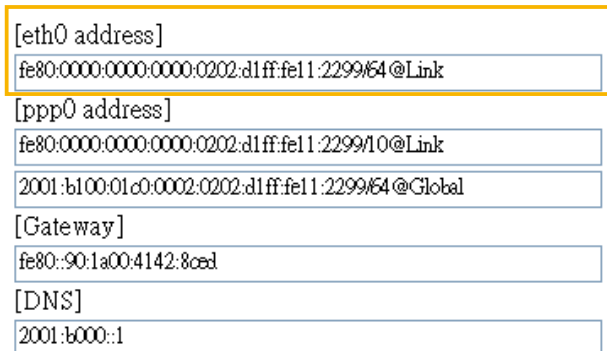 [eth0 address]
fe80:0000:0000:0000:0202:d1ff:fe11:2299/64@Link
[ppp0 address]
fe80:0000:0000:0000:0202:d1ff:fe11:2299/10@Link
2001:b100:01c0:0002:0202:d1ff:fe11:2299/64@Global
[Gateway]
fe80::90:1a00:4142:8ced
[DNS]
2001:b000::1